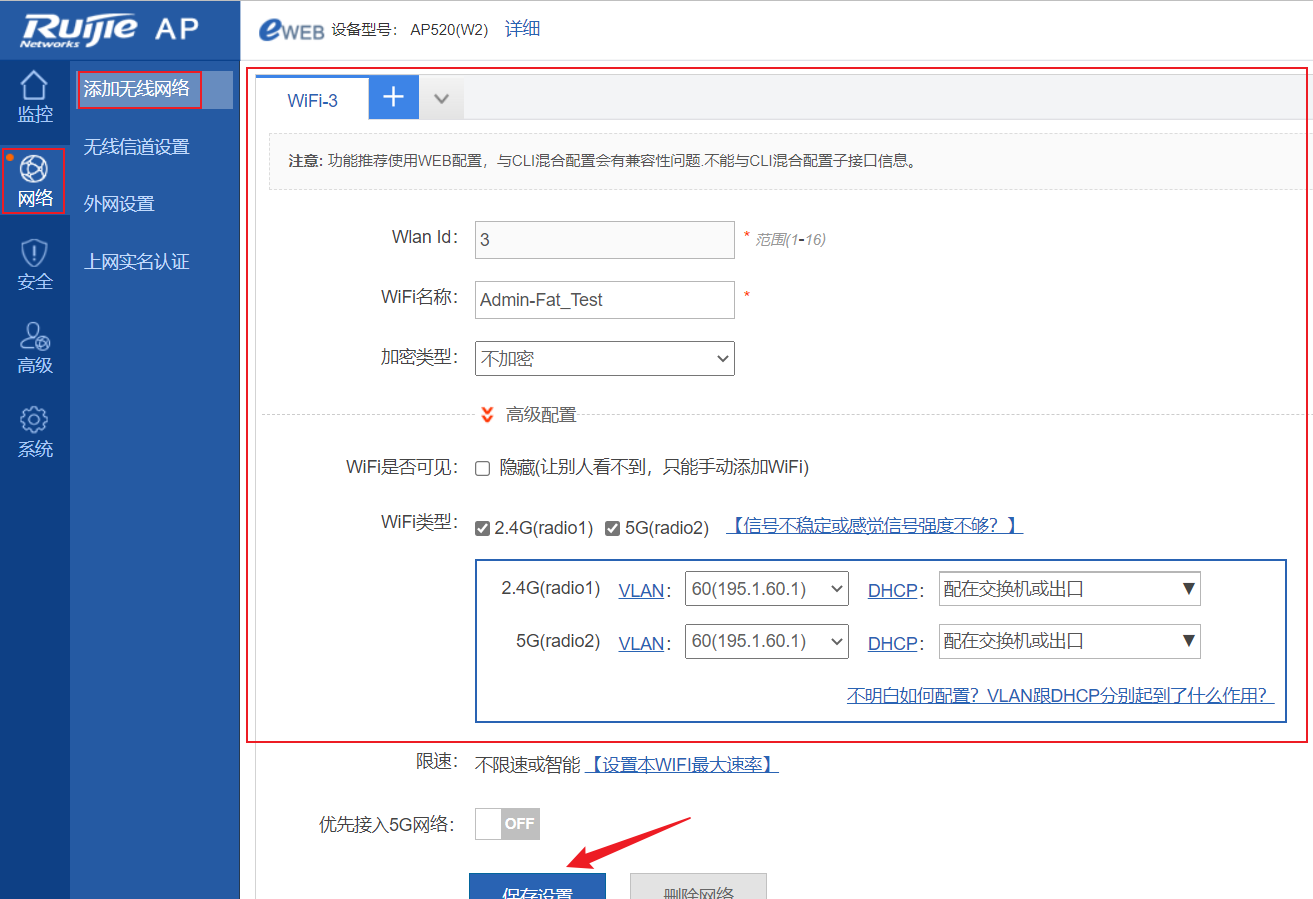 Ruijie Networks AP
eWEB 设备型号： AP520(W2) 详细
监控
网络
安全
高级
系统
添加无线网络
无线信道设置
外网设置
上网实名认证
WiFi-3 +
注意: 功能推荐使用WEB配置，与CLI混合配置会有兼容性问题.不能与CLI混合配置子接口信息。
Wlan Id： 3 * 范围(1-16)
WiFi名称： Admin-Fat_Test *
加密类型： 不加密
高级配置
WiFi是否可见： 隐藏(让别人看不到，只能手动添加WiFi)
WiFi类型： 2.4G(radio1) 5G(radio2) 【信号不稳定或感觉信号强度不够？】
2.4G(radio1) VLAN： 60(195.1.60.1) DHCP： 配在交换机或出口
5G(radio2) VLAN： 60(195.1.60.1) DHCP： 配在交换机或出口
不明白如何配置？VLAN跟DHCP分别起到了什么作用？
限速： 不限速或智能 【设置本WIFI最大速率】
优先接入5G网络： OFF
保存设置 删除网络